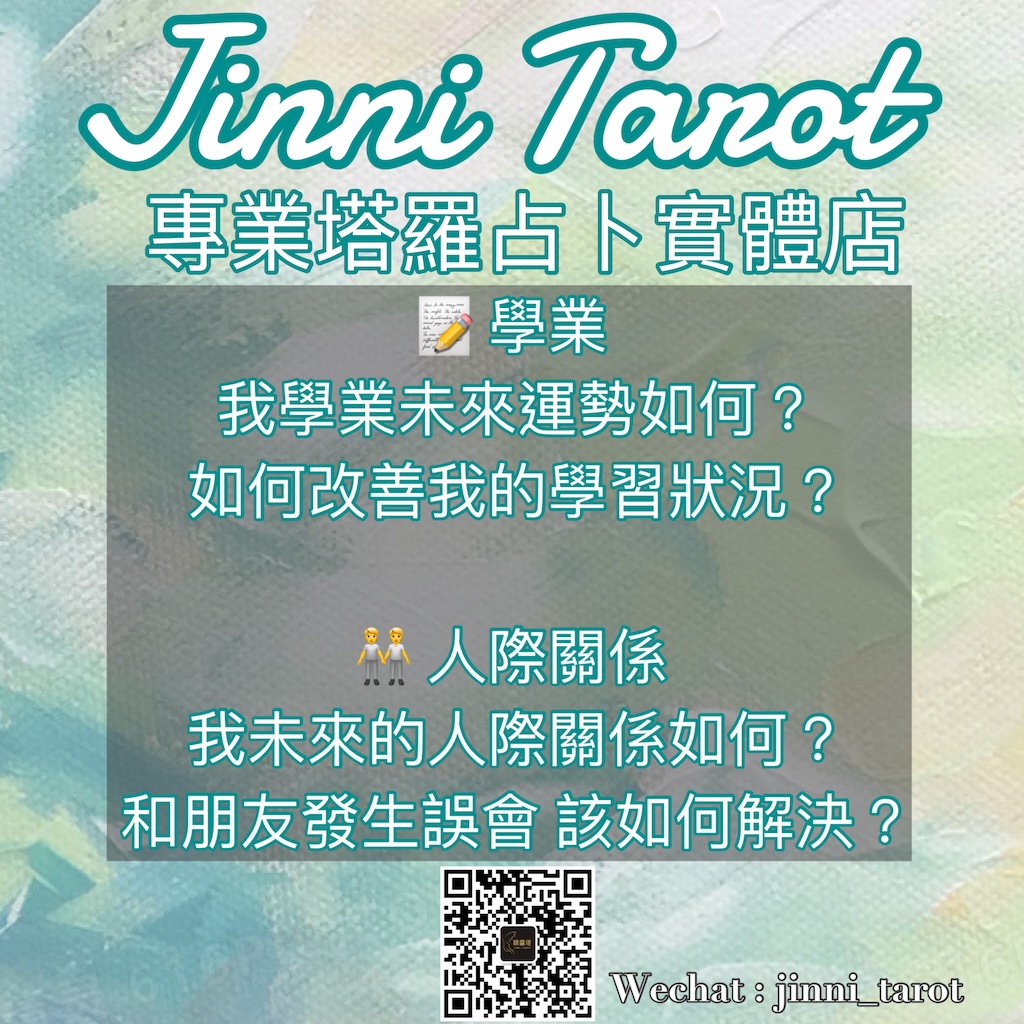 Jinni Tarot
專業塔羅占卜實體店
📝 學業
我學業未來運勢如何？
如何改善我的學習狀況？
👬 人際關係
我未來的人際關係如何？
和朋友發生誤會 該如何解決？
Wechat : jinni_tarot